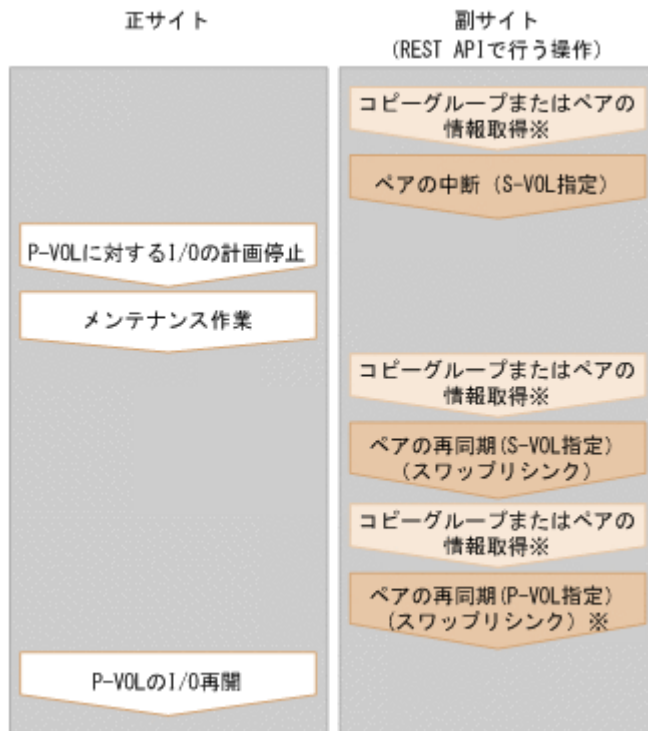 正サイト
副サイト
(REST APIで行う操作)
コピーグループまたはペアの
情報取得※
ペアの中断 (S-VOL指定)
P-VOLに対するI/Oの計画停止
メンテナンス作業
コピーグループまたはペアの
情報取得※
ペアの再同期(S-VOL指定)
(スワップリシンク)
コピーグループまたはペアの
情報取得※
ペアの再同期(P-VOL指定)
(スワップリシンク) ※
P-VOLのI/O再開